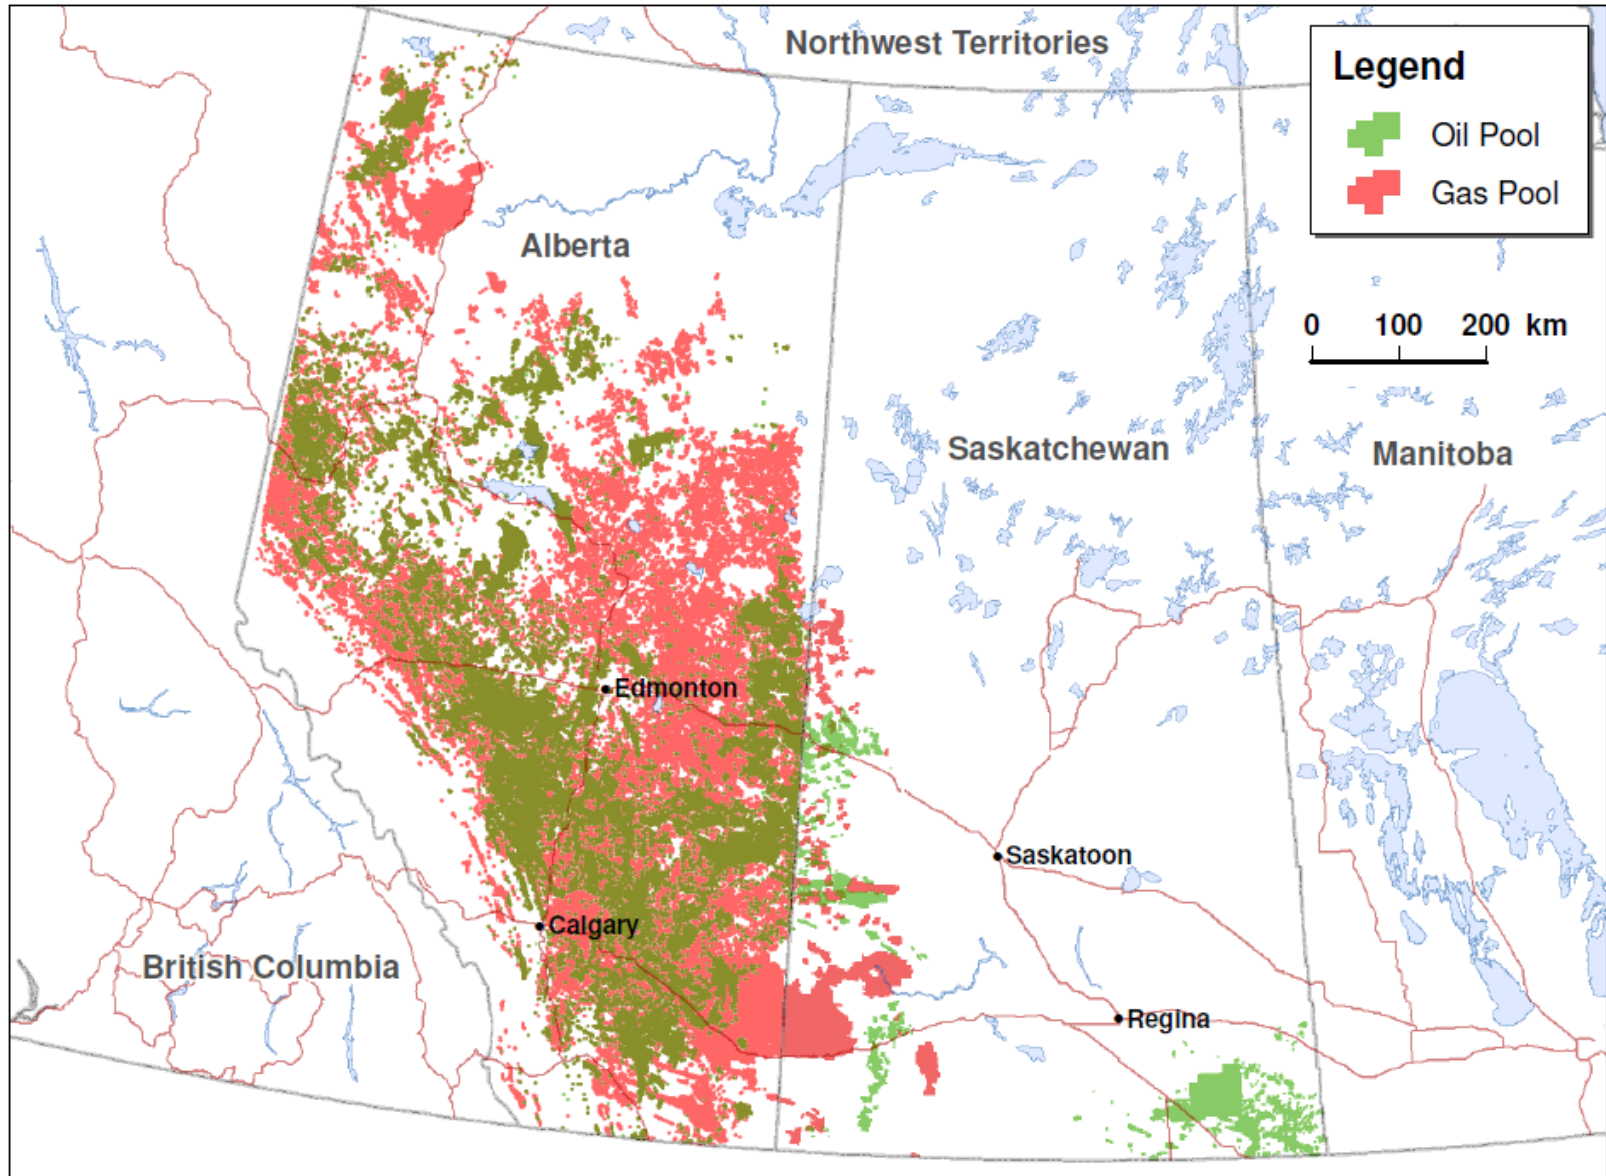 Northwest Territories
Legend
Oil Pool
Gas Pool
Alberta
0 100 200 km
Saskatchewan
Manitoba
Edmonton
Saskatoon
Calgary
British Columbia
Regina